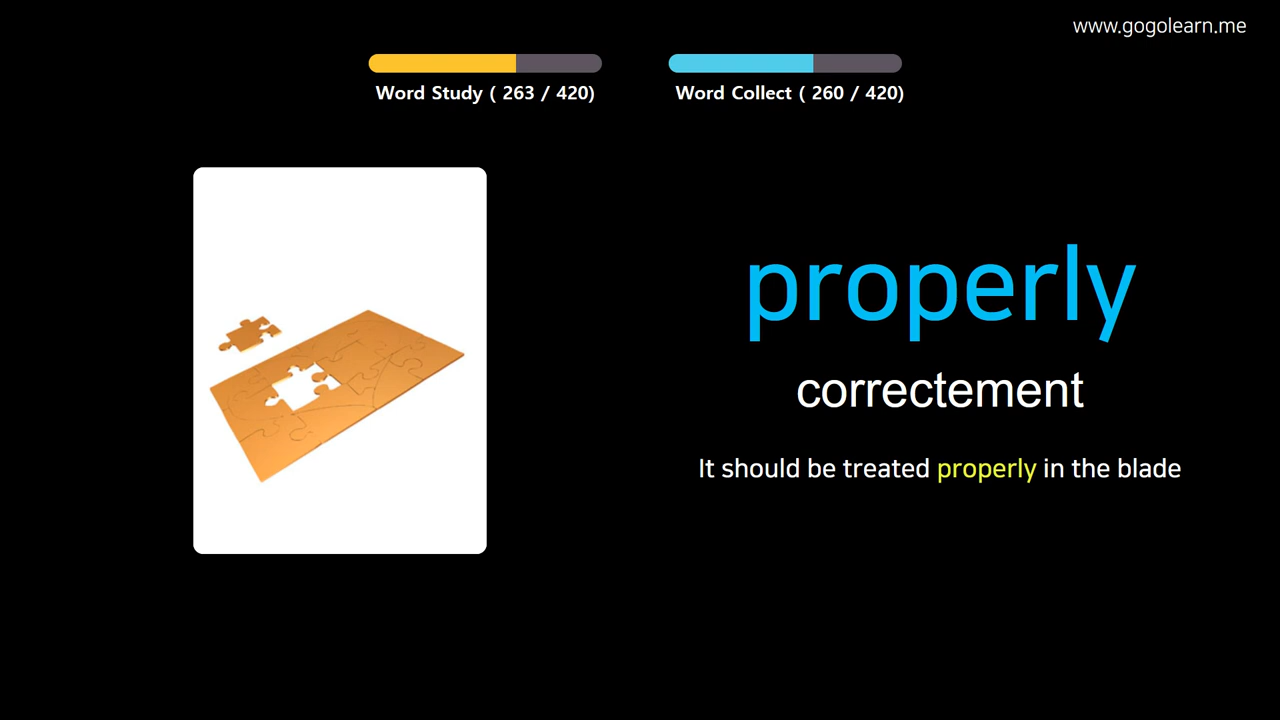 www.gogolearn.me
Word Study ( 263 / 420)
Word Collect ( 260 / 420)
properly
correctement
It should be treated properly in the blade